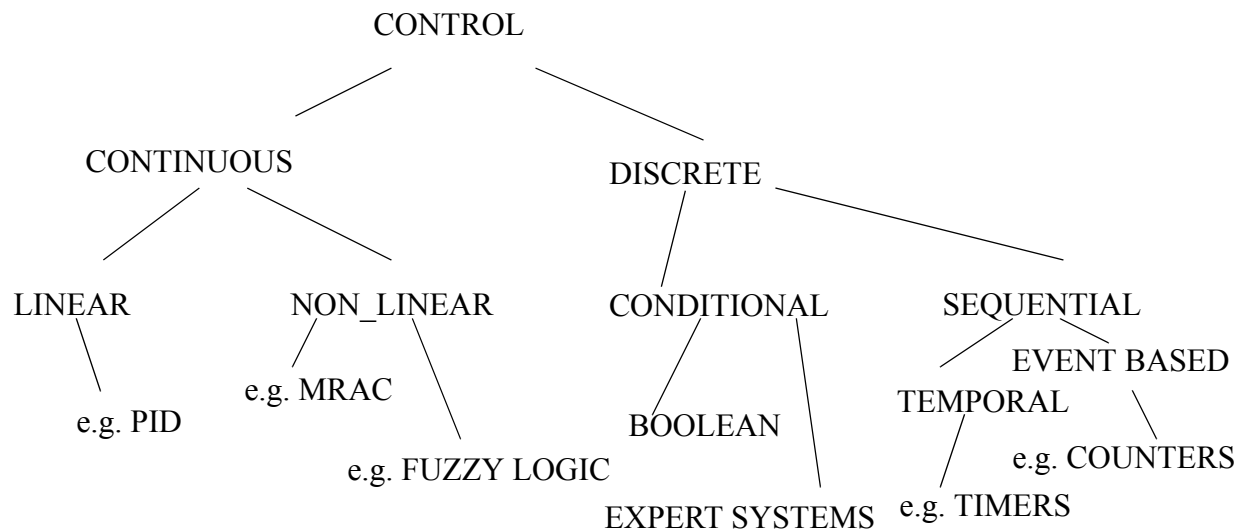 CONTROL
CONTINUOUS
DISCRETE
LINEAR
NON_LINEAR
CONDITIONAL
SEQUENTIAL
EVENT BASED
e.g. MRAC
TEMPORAL
e.g. PID
BOOLEAN
e.g. COUNTERS
e.g. FUZZY LOGIC
e.g. TIMERS
EXPERT SYSTEMS